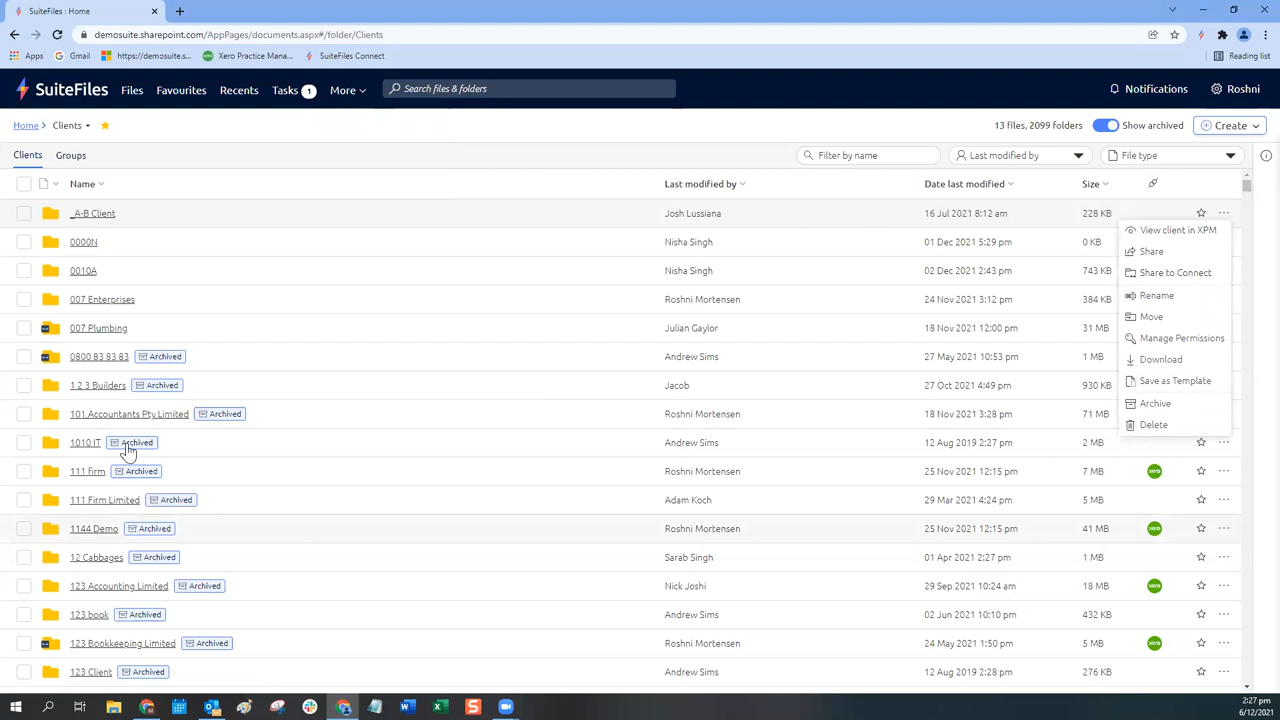 SuiteFiles : Home
demosuite.sharepoint.com/AppPages/documents.aspx#/folder/Clients
Apps Gmail https://demosuite.s... Xero Practice Mana... SuiteFiles Connect Reading list
SuiteFiles Files Favourites Recents Tasks 1 More Search files & folders Notifications Roshni
Home Clients 13 files, 2099 folders Show archived Create
Clients Groups Filter by name Last modified by File type
Name Last modified by Date last modified Size
_A-B Client Josh Lussiana 16 Jul 2021 8:12 am 228 KB
View client in XPM
0000N Nisha Singh 01 Dec 2021 5:29 pm 0 KB
Share
0010A Nisha Singh 02 Dec 2021 2:43 pm 743 KB
Share to Connect
007 Enterprises Roshni Mortensen 24 Nov 2021 3:12 pm 384 KB
Rename
Move
007 Plumbing Julian Gaylor 18 Nov 2021 12:00 pm 31 MB
Manage Permissions
0800 83 83 83 Archived Andrew Sims 27 May 2021 10:53 pm 1 MB
Download
1 2 3 Builders Archived Jacob 27 Oct 2021 4:49 pm 930 KB
Save as Template
101 Accountants Pty Limited Archived Roshni Mortensen 18 Nov 2021 3:28 pm 71 MB
Archive
Delete
1010 IT Archived Andrew Sims 12 Aug 2019 2:27 pm 2 MB
111 firm Archived Roshni Mortensen 25 Nov 2021 12:15 pm 7 MB xero
111 Firm Limited Archived Adam Koch 29 Mar 2021 4:24 pm 5 MB
1144 Demo Archived Roshni Mortensen 25 Nov 2021 12:15 pm 41 MB xero
12 Cabbages Archived Sarab Singh 01 Apr 2021 2:27 pm 1 MB
123 Accounting Limited Archived Nick Joshi 29 Sep 2021 10:24 am 18 MB xero
123 book Archived Andrew Sims 02 Jun 2021 10:10 pm 432 KB
123 Bookkeeping Limited Archived Roshni Mortensen 24 May 2021 1:50 pm 5 MB xero
123 Client Archived Andrew Sims 12 Aug 2019 2:28 pm 276 KB
2:27 pm
6/12/2021